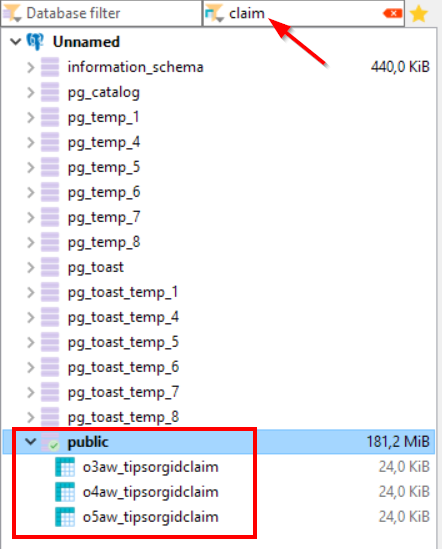 Database filter claim
Unnamed
information_schema 440,0 KiB
pg_catalog
pg_temp_1
pg_temp_4
pg_temp_5
pg_temp_6
pg_temp_7
pg_temp_8
pg_toast
pg_toast_temp_1
pg_toast_temp_4
pg_toast_temp_5
pg_toast_temp_6
pg_toast_temp_7
pg_toast_temp_8
public 181,2 MiB
o3aw_tipsorgidclaim 24,0 KiB
o4aw_tipsorgidclaim 24,0 KiB
o5aw_tipsorgidclaim 24,0 KiB